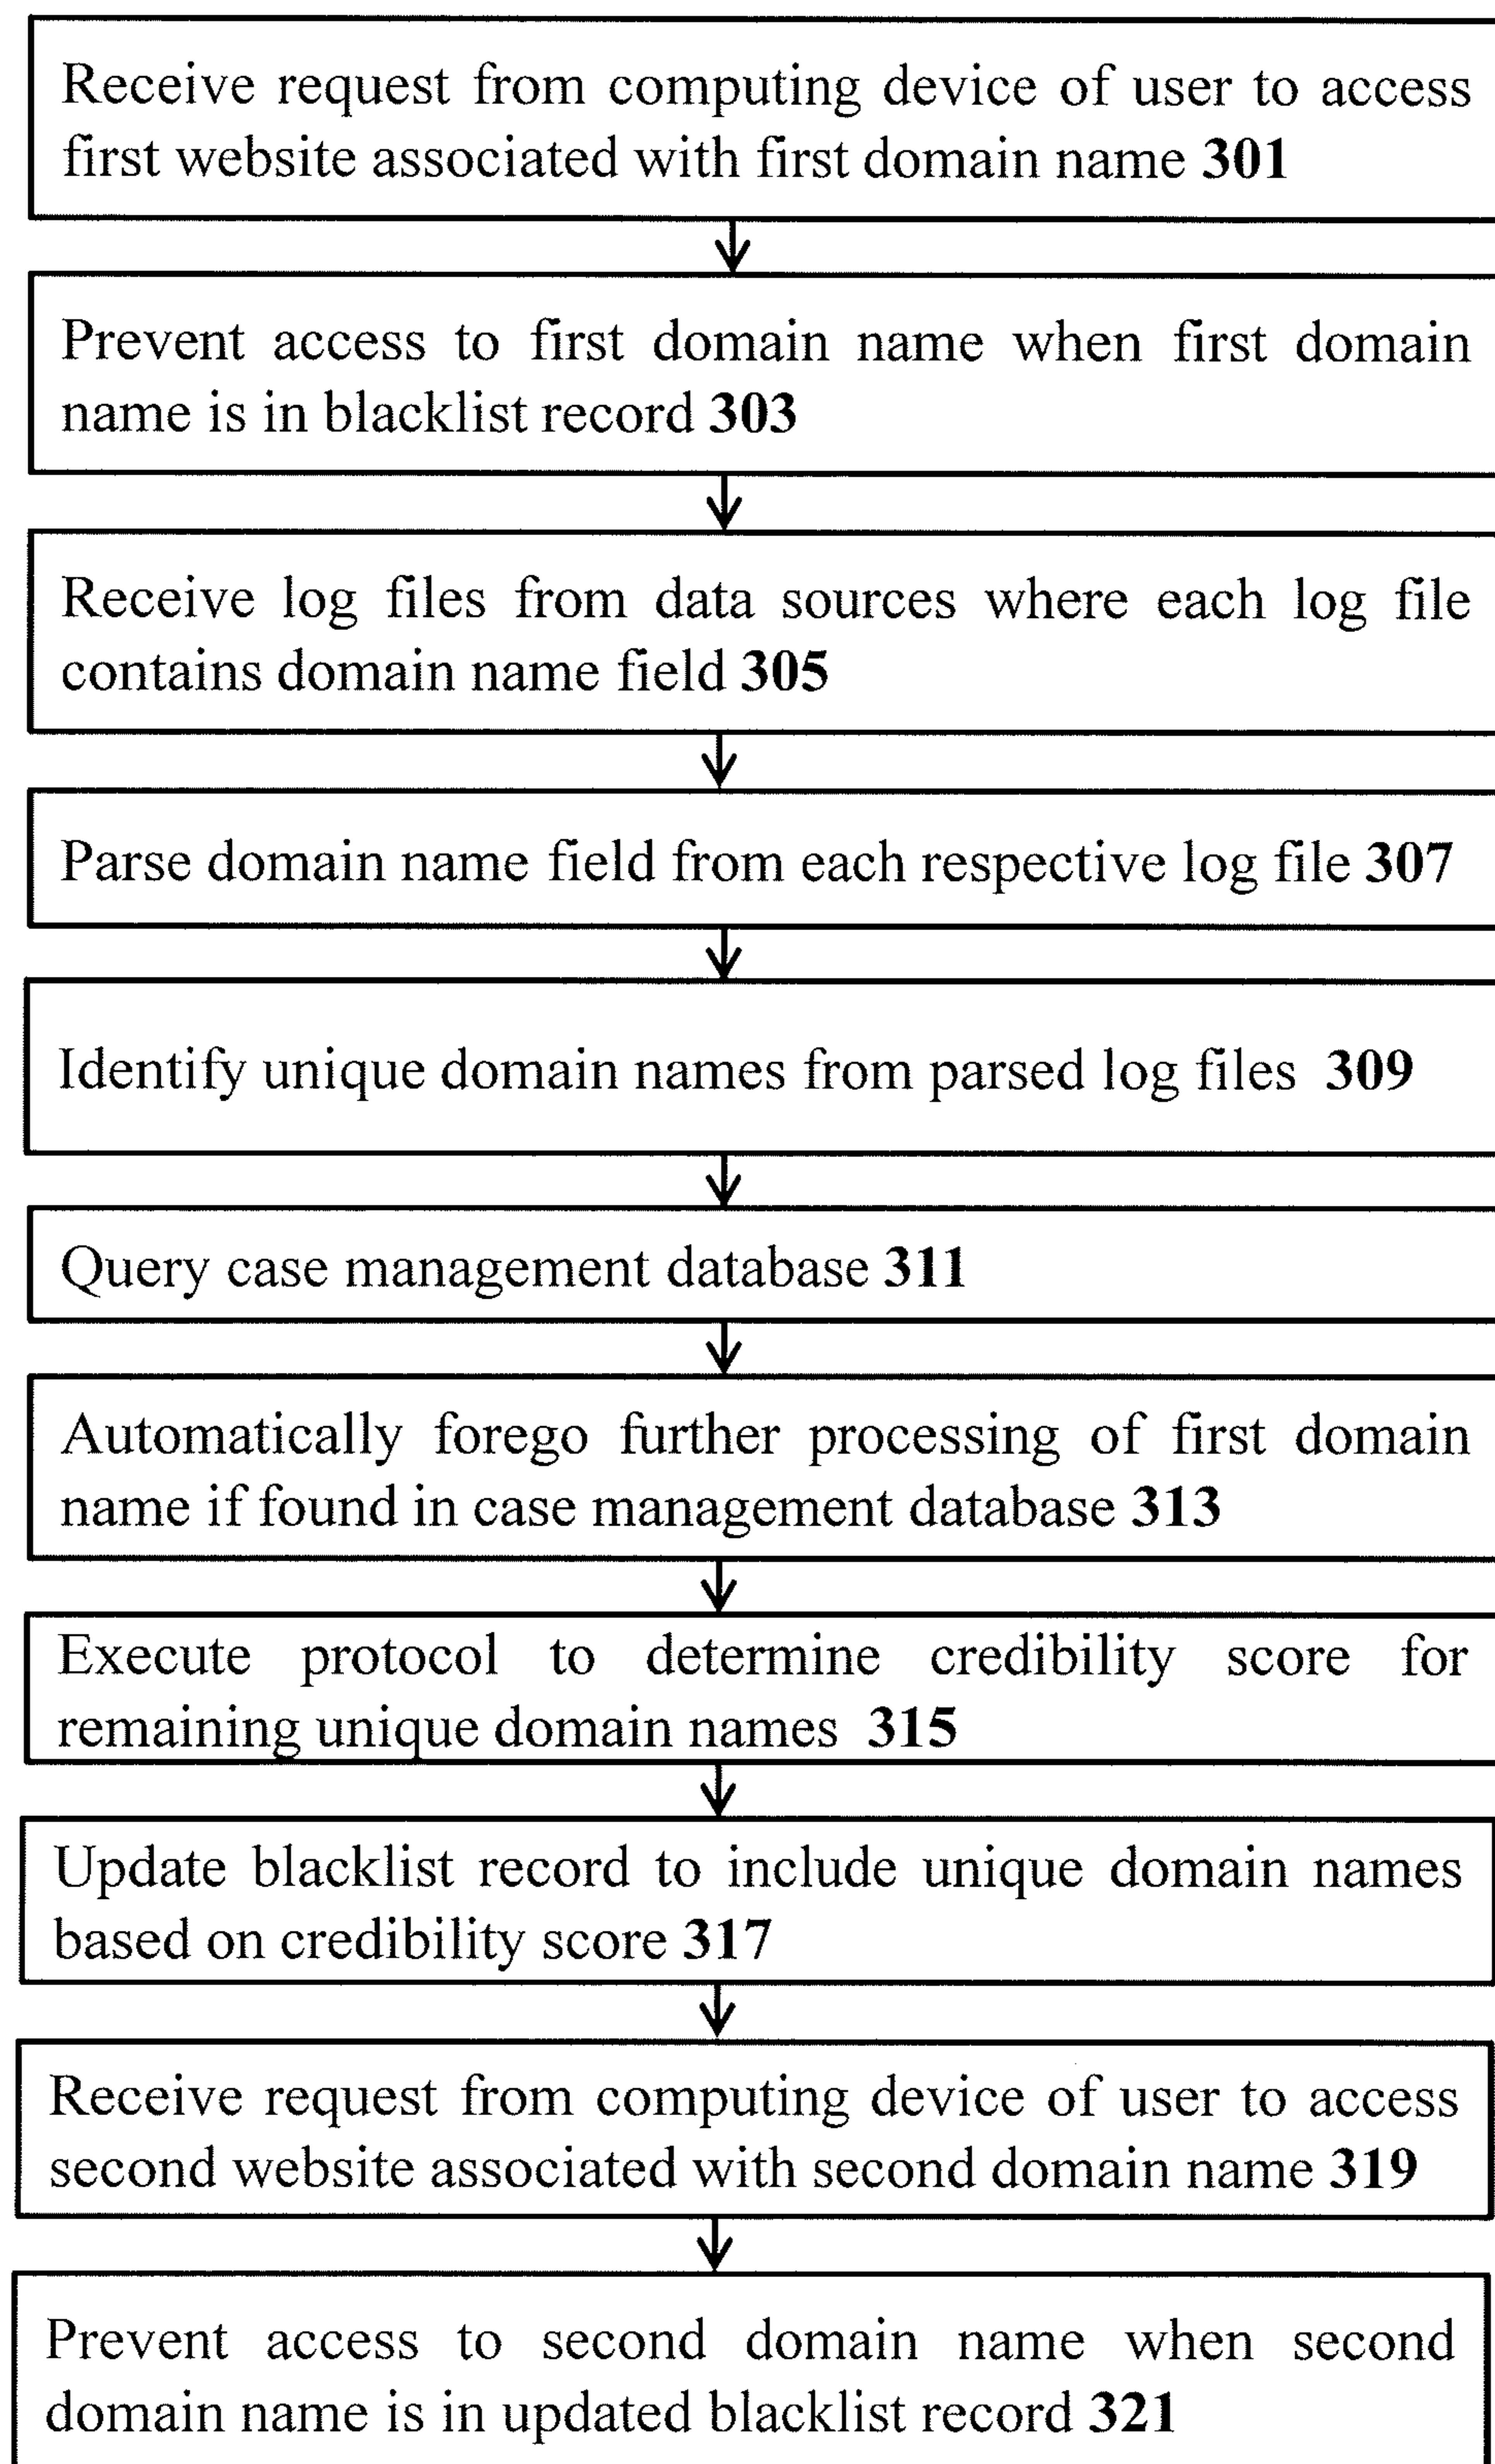 Receive request from computing device of user to access
first website associated with first domain name 301
Prevent access to first domain name when first domain
name is in blacklist record 303
Receive log files from data sources where each log file
contains domain name field 305
Parse domain name field from each respective log file 307
Identify unique domain names from parsed log files 309
Query case management database 311
Automatically forego further processing of first domain
name if found in case management database 313
Execute protocol to determine credibility score for
remaining unique domain names 315
Update blacklist record to include unique domain names
based on credibility score 317
Receive request from computing device of user to access
second website associated with second domain name 319
Prevent access to second domain name when second
domain name is in updated blacklist record 321